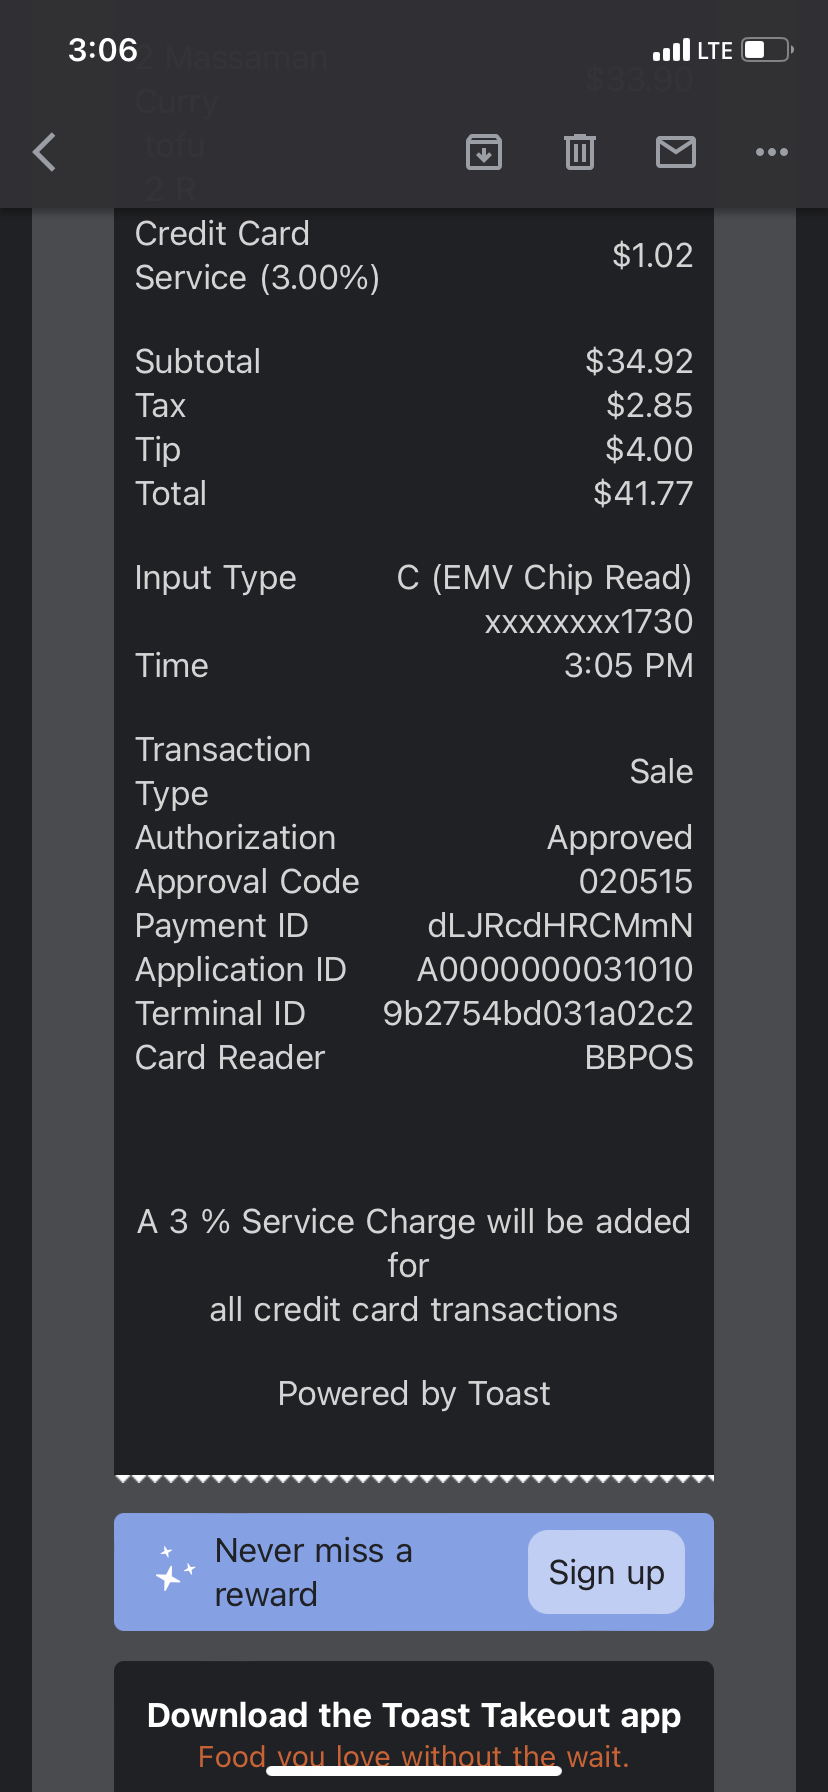 3:06
LTE
2 Massaman
$33.90
Curry
tofu
2 R
Credit Card
Service (3.00%)
$1.02
Subtotal $34.92
Tax $2.85
Tip $4.00
Total $41.77
Input Type C (EMV Chip Read)
xxxxxxxx1730
Time 3:05 PM
Transaction
Type
Sale
Authorization Approved
Approval Code 020515
Payment ID dLJRcdHRCMmN
Application ID A0000000031010
Terminal ID 9b2754bd031a02c2
Card Reader BBPOS
A 3 % Service Charge will be added
for
all credit card transactions
Powered by Toast
Never miss a
reward
Sign up
Download the Toast Takeout app
Food you love without the wait.